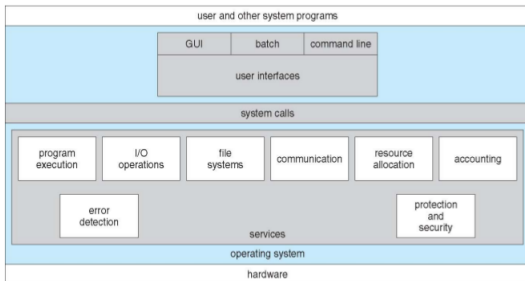 user and other system programs
GUI batch command line
user interfaces
system calls
program execution
I/O operations
file systems
communication
resource allocation
accounting
error detection
protection and security
services
operating system
hardware